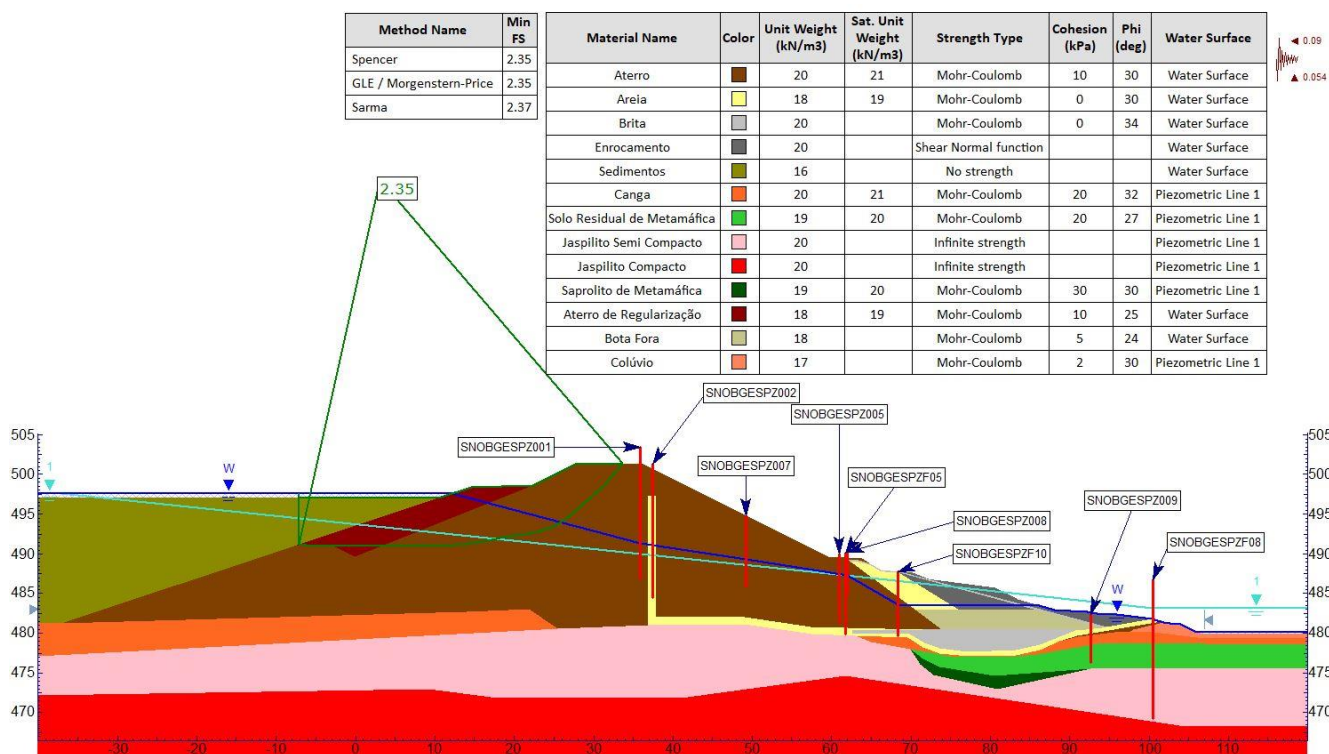 Method Name Min FS
Spencer 2.35
GLE / Morgenstern-Price 2.35
Sarma 2.37
Material Name Color Unit Weight (kN/m3) Sat. Unit Weight (kN/m3) Strength Type Cohesion (kPa) Phi (deg) Water Surface
Aterro 20 21 Mohr-Coulomb 10 30 Water Surface
Areia 18 19 Mohr-Coulomb 0 30 Water Surface
Brita 20 Mohr-Coulomb 0 34 Water Surface
Enrocamento 20 Shear Normal function Water Surface
Sedimentos 16 No strength Water Surface
Canga 20 21 Mohr-Coulomb 20 32 Piezometric Line 1
Solo Residual de Metamáfica 19 20 Mohr-Coulomb 20 27 Piezometric Line 1
Jaspilito Semi Compacto 20 Infinite strength Piezometric Line 1
Jaspilito Compacto 20 Infinite strength Piezometric Line 1
Saprolito de Metamáfica 19 20 Mohr-Coulomb 30 30 Piezometric Line 1
Aterro de Regularização 18 19 Mohr-Coulomb 10 25 Water Surface
Bota Fora 18 Mohr-Coulomb 5 24 Water Surface
Colúvio 17 Mohr-Coulomb 2 30 Piezometric Line 1
0.09
0.054
2.35
SNOBGESPZ002
SNOBGESPZ005
SNOBGESPZ001
SNOBGESPZ007
SNOBGESPZF05
SNOBGESPZ008
SNOBGESPZ009
SNOBGESPZF10
SNOBGESPZF08
1
W
W
1
505
500
495
490
485
480
475
470
505
500
495
490
485
480
475
470
-30 -20 -10 0 10 20 30 40 50 60 70 80 90 100 110